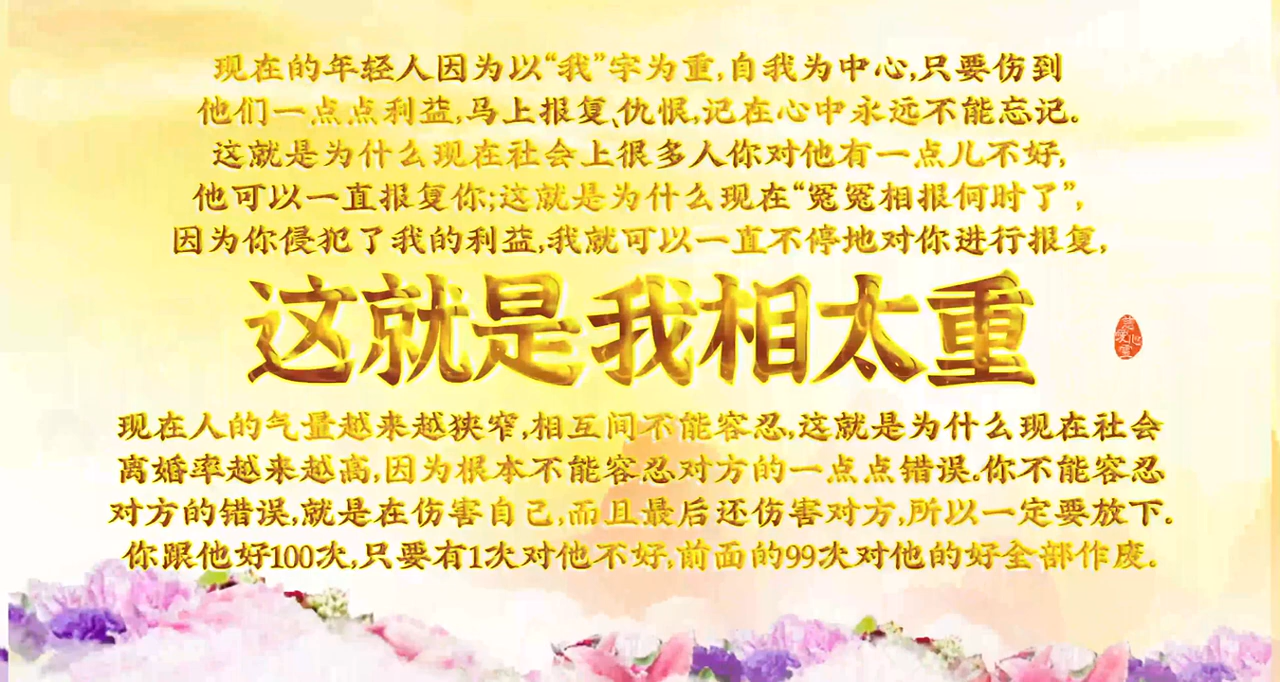 现在的年轻人因为以“我”字为重,自我为中心,只要伤到
他们一点点利益,马上报复、仇恨,记在心中永远不能忘记。
这就是为什么现在社会上很多人你对他有一点儿不好,
他可以一直报复你;这就是为什么现在“冤冤相报何时了”,
因为你侵犯了我的利益,我就可以一直不停地对你进行报复,
这就是我相太重
现在人的气量越来越狭窄,相互间不能容忍,这就是为什么现在社会
离婚率越来越高,因为根本不能容忍对方的一点点错误.你不能容忍
对方的错误,就是在伤害自己,而且最后还伤害对方,所以一定要放下。
你跟他好100次,只要有1次对他不好,前面的99次对他的好全部作废。